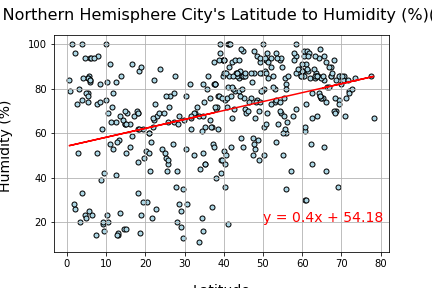 Northern Hemisphere City's Latitude to Humidity (%)(
Humidity (%)
100
80
60
40
20
y = 0.4x + 54.18
0 10 20 30 40 50 60 70 80
Latitude